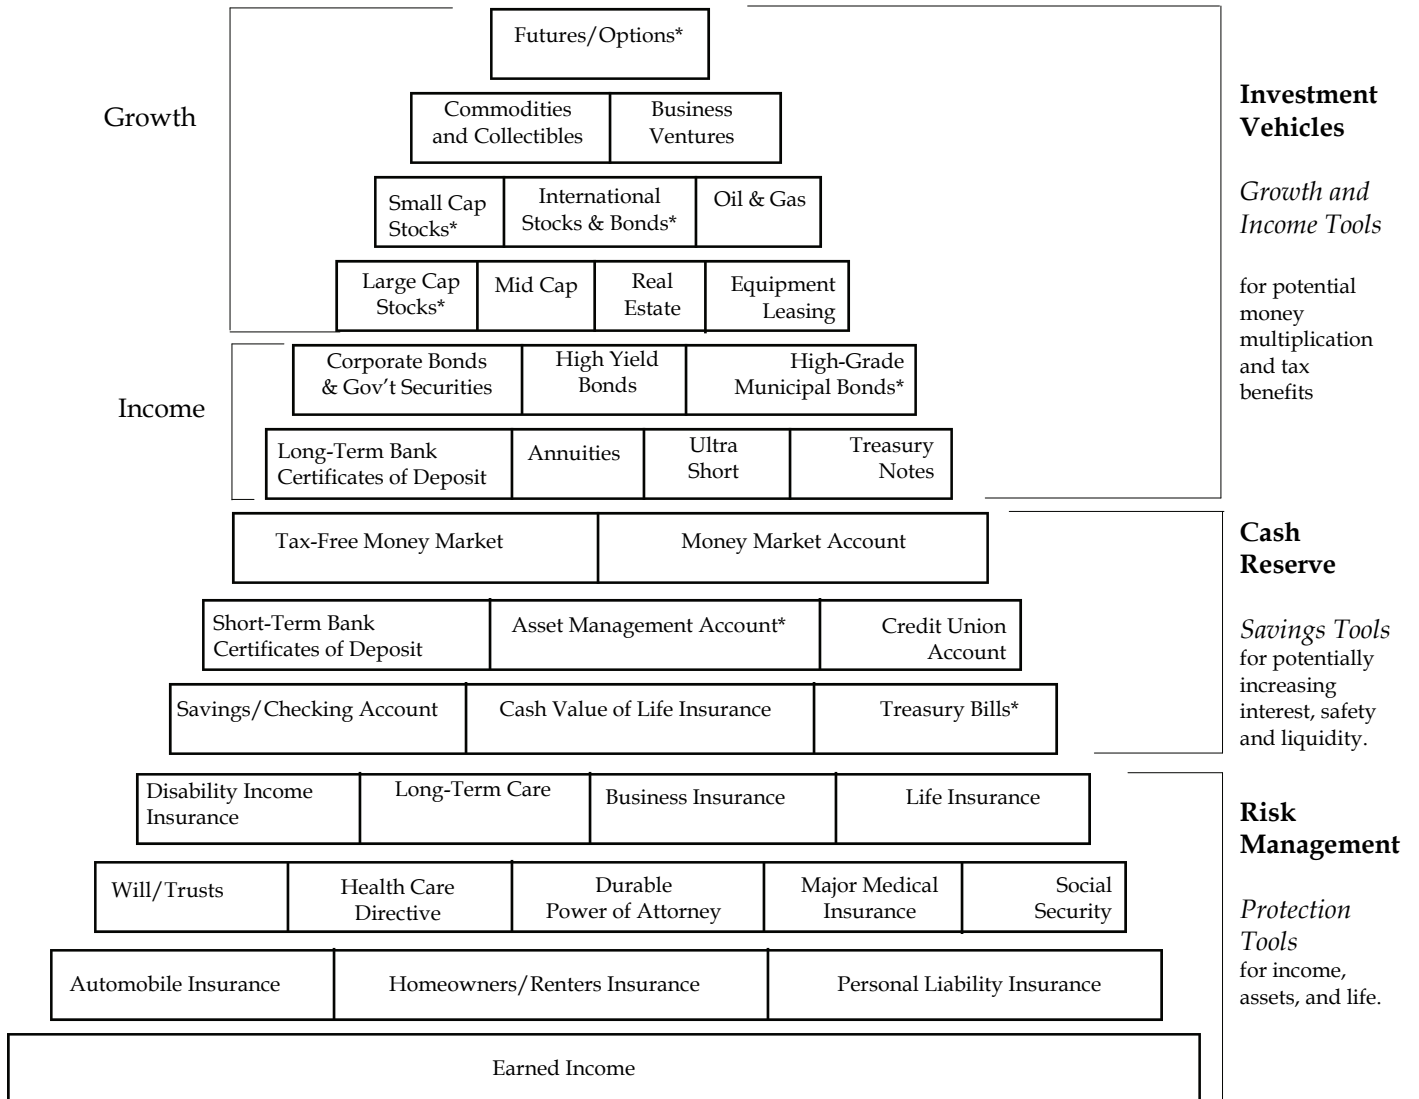 Futures/Options*
Growth
Commodities
and Collectibles
Business
Ventures
Small Cap
Stocks*
International
Stocks & Bonds*
Oil & Gas
Large Cap
Stocks*
Mid Cap
Real
Estate
Equipment
Leasing
Investment
Vehicles
Growth and
Income Tools
for potential
money
multiplication
and tax
benefits
Income
Corporate Bonds
& Gov't Securities
High Yield
Bonds
High-Grade
Municipal Bonds*
Long-Term Bank
Certificates of Deposit
Annuities
Ultra
Short
Treasury
Notes
Tax-Free Money Market
Money Market Account
Short-Term Bank
Certificates of Deposit
Asset Management Account*
Credit Union
Account
Savings/Checking Account
Cash Value of Life Insurance
Treasury Bills*
Cash
Reserve
Savings Tools
for potentially
increasing
interest, safety
and liquidity.
Disability Income
Insurance
Long-Term Care
Business Insurance
Life Insurance
Will/Trusts
Health Care
Directive
Durable
Power of Attorney
Major Medical
Insurance
Social
Security
Automobile Insurance
Homeowners/Renters Insurance
Personal Liability Insurance
Earned Income
Risk
Management
Protection
Tools
for income,
assets, and life.